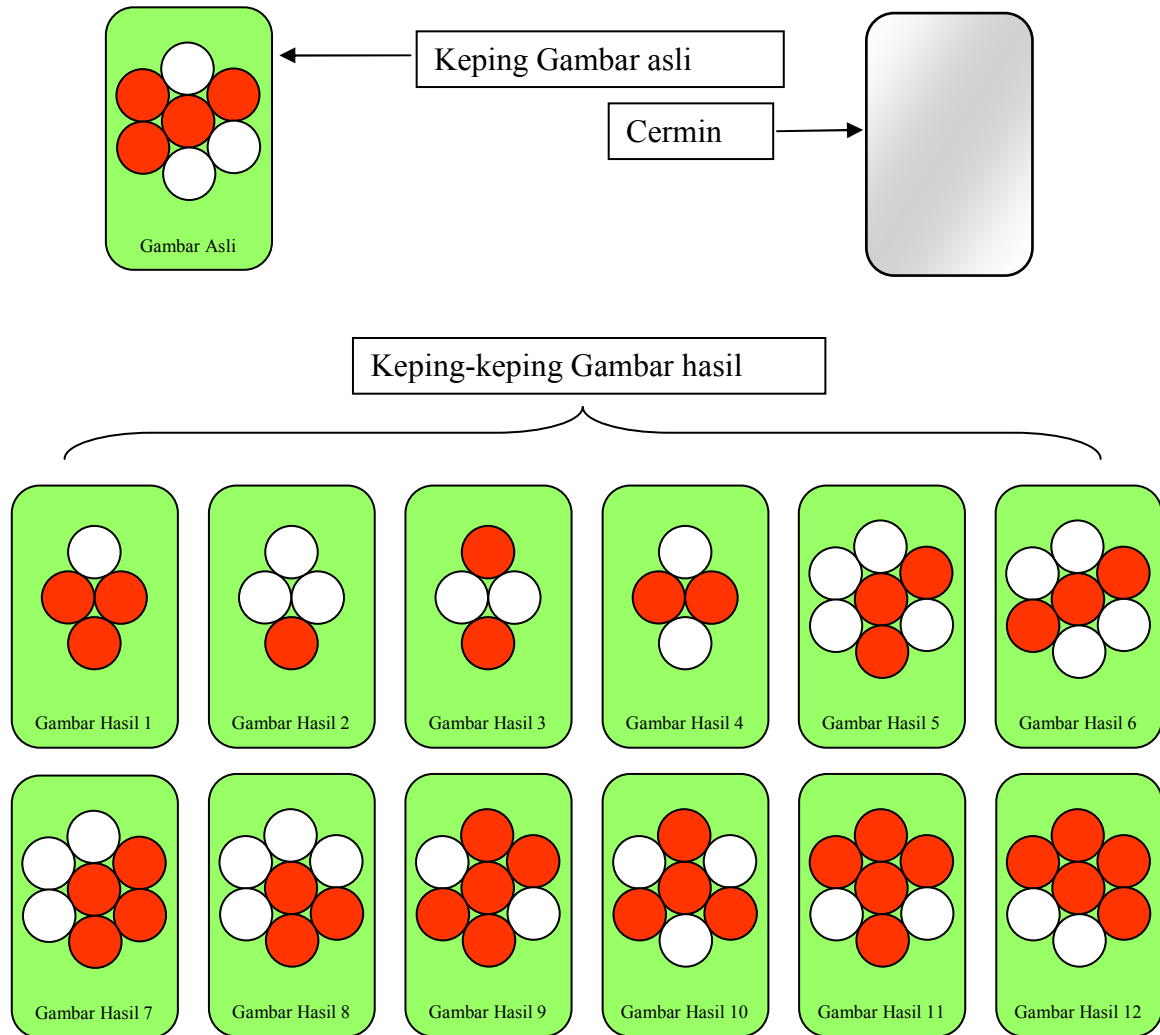 Keping Gambar asli
Cermin
Gambar Asli
Keping-keping Gambar hasil
Gambar Hasil 1
Gambar Hasil 2
Gambar Hasil 3
Gambar Hasil 4
Gambar Hasil 5
Gambar Hasil 6
Gambar Hasil 7
Gambar Hasil 8
Gambar Hasil 9
Gambar Hasil 10
Gambar Hasil 11
Gambar Hasil 12